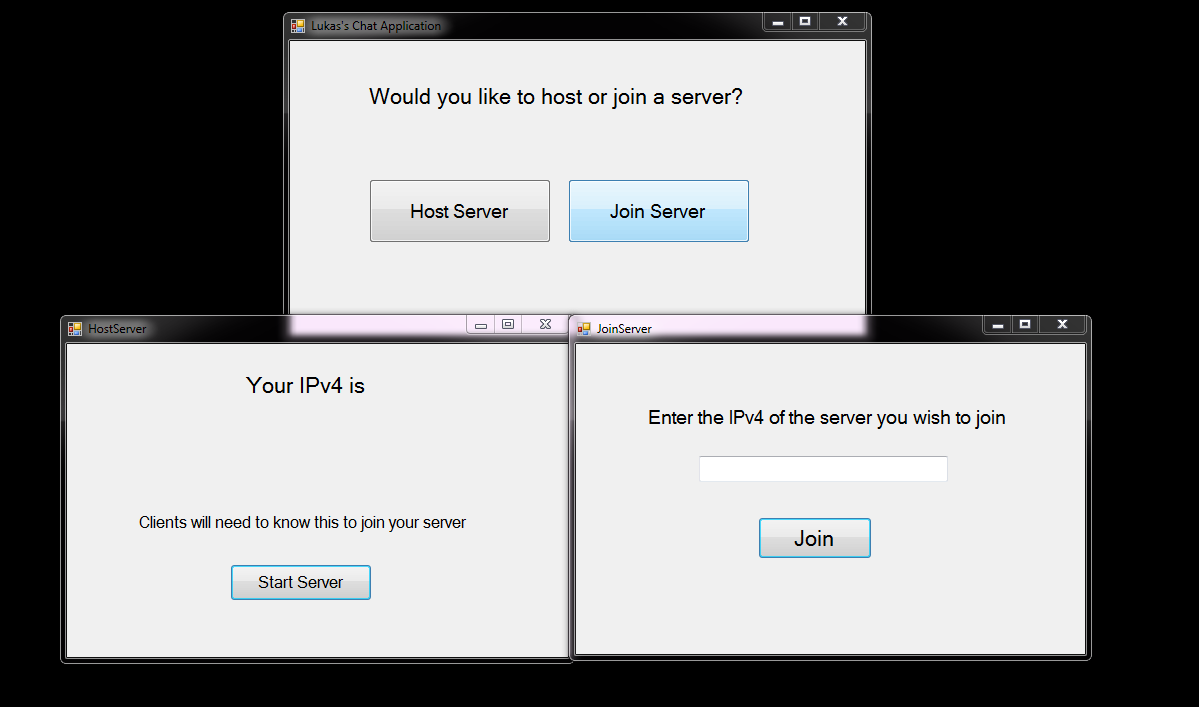 Lukas's Chat Application
Would you like to host or join a server?
Host Server
Join Server
HostServer
Your IPv4 is
Clients will need to know this to join your server
Start Server
JoinServer
Enter the IPv4 of the server you wish to join
Join